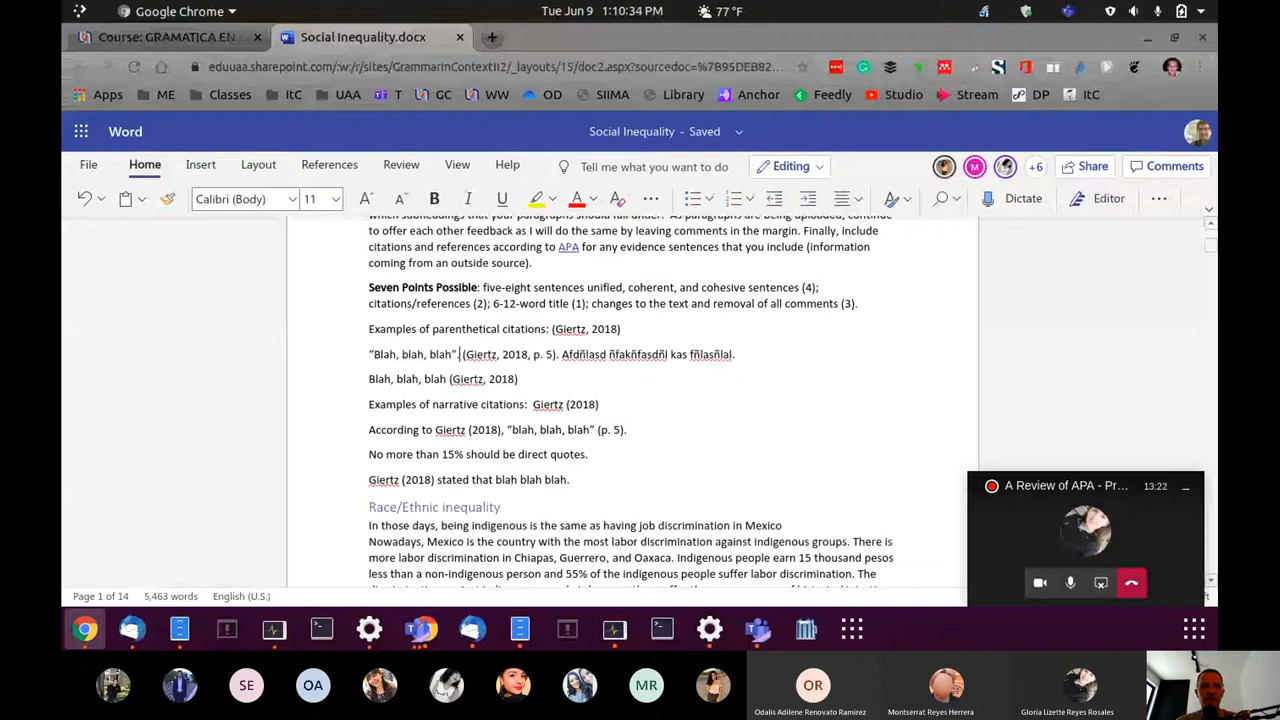 Google Chrome
Tue Jun 9 1:10:34 PM
77 °F
Course: GRAMATICA EN
Social Inequality.docx
eduuaa.sharepoint.com/:w:/r/sites/GrammarinContextII2/_layouts/15/doc2.aspx?sourcedoc=%7B95DEB82...
Apps ME Classes ItC UAA T GC WW OD SIIMA Library Anchor Feedly Studio Stream DP ItC
Word
Social Inequality - Saved
File Home Insert Layout References Review View Help Tell me what you want to do Editing +6 Share Comments
M
Calibri (Body) 11 B I U A Dictate Editor
which subheadings that your paragraphs should fall under. As paragraphs are being uploaded, continue
to offer each other feedback as I will do the same by leaving comments in the margin. Finally, include
citations and references according to APA for any evidence sentences that you include (information
coming from an outside source).
Seven Points Possible: five-eight sentences unified, coherent, and cohesive sentences (4);
citations/references (2); 6-12-word title (1); changes to the text and removal of all comments (3).
Examples of parenthetical citations: (Giertz, 2018)
“Blah, blah, blah”. (Giertz, 2018, p. 5). Afdñlasd ñfakñfasdñl kas fñlasñlal.
Blah, blah, blah (Giertz, 2018)
Examples of narrative citations: Giertz (2018)
According to Giertz (2018), “blah, blah, blah” (p. 5).
No more than 15% should be direct quotes.
Giertz (2018) stated that blah blah blah.
Race/Ethnic inequality
In those days, being indigenous is the same as having job discrimination in Mexico
Nowadays, Mexico is the country with the most labor discrimination against indigenous groups. There is
more labor discrimination in Chiapas, Guerrero, and Oaxaca. Indigenous people earn 15 thousand pesos
less than a non-indigenous person and 55% of the indigenous people suffer labor discrimination. The
A Review of APA - Pr...
13:22
Page 1 of 14
5,463 words
English (U.S.)
SE
OA
MR
OR
Odalis Adilene Renovato Ramirez
Montserrat Reyes Herrera
Gloria Lizette Reyes Rosales